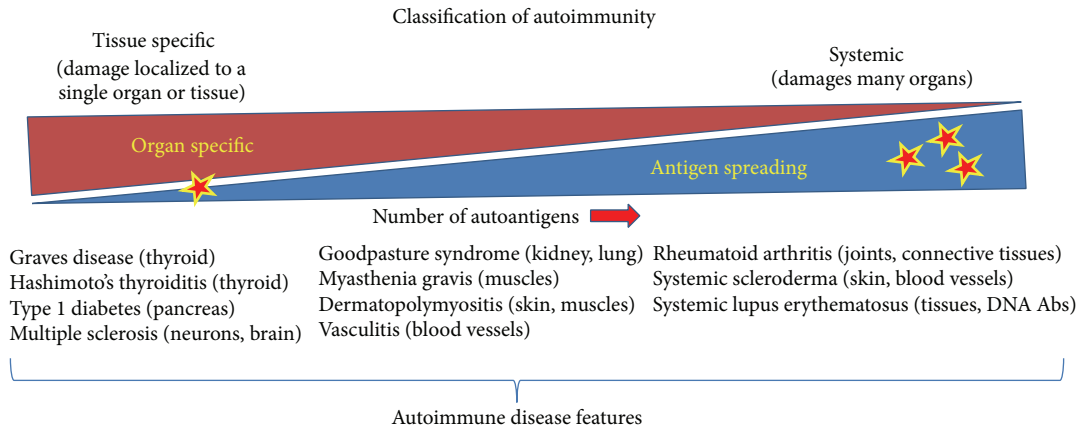 Classification of autoimmunity
Tissue specific
(damage localized to a
single organ or tissue)
Systemic
(damages many organs)
Organ specific
Antigen spreading
Number of autoantigens
Graves disease (thyroid)
Hashimoto's thyroiditis (thyroid)
Type 1 diabetes (pancreas)
Multiple sclerosis (neurons, brain)
Goodpasture syndrome (kidney, lung)
Myasthenia gravis (muscles)
Dermatopolymyositis (skin, muscles)
Vasculitis (blood vessels)
Rheumatoid arthritis (joints, connective tissues)
Systemic scleroderma (skin, blood vessels)
Systemic lupus erythematosus (tissues, DNA Abs)
Autoimmune disease features